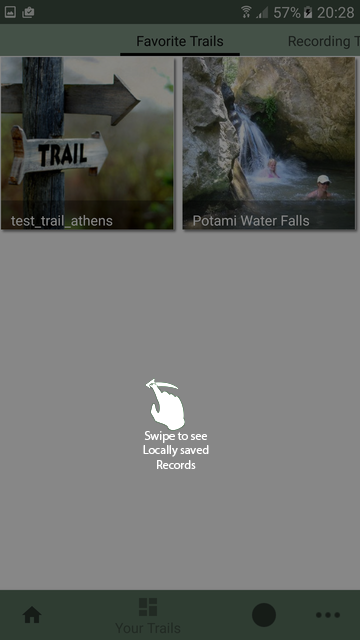 57% 20:28
Favorite Trails Recording T
TRAIL
test_trail_athens
Potami Water Falls
Swipe to see
Locally saved
Records
Your Trails